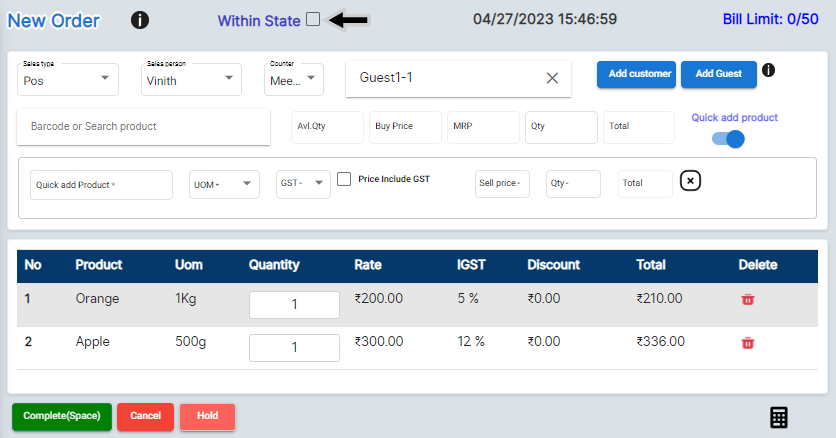 New Order
Within State
04/27/2023 15:46:59
Bill Limit: 0/50
Sales type
Pos
Sales person
Vinith
Counter
Mee...
Guest1-1
Add customer
Add Guest
Barcode or Search product
Avl.Qty
Buy Price
MRP
Qty
Total
Quick add product
Quick add Product *
UOM *
GST *
Price Include GST
Sell price *
Qty *
Total
No Product Uom Quantity Rate IGST Discount Total Delete
1 Orange 1Kg 1 ₹200.00 5 % ₹0.00 ₹210.00
2 Apple 500g 1 ₹300.00 12 % ₹0.00 ₹336.00
Complete(Space)
Cancel
Hold